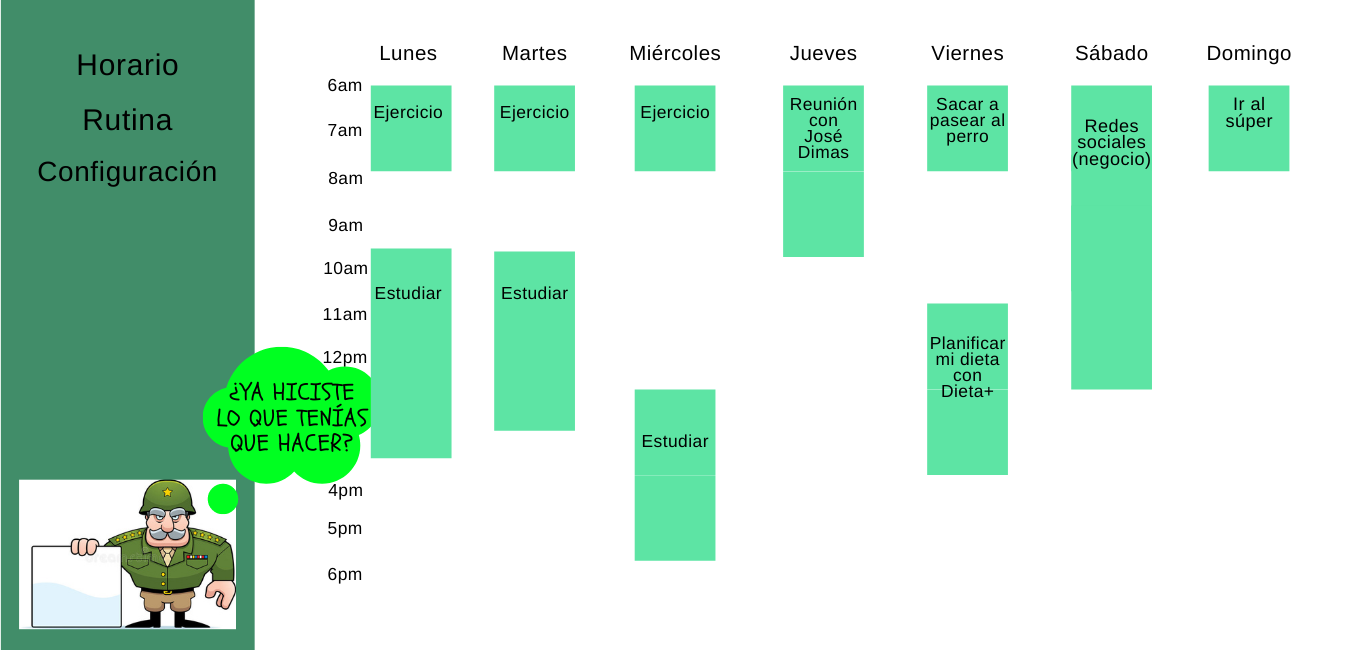 Horario
Rutina
Configuración
Lunes Martes Miércoles Jueves Viernes Sábado Domingo
6am
7am
8am
9am
10am
11am
12pm
4pm
5pm
6pm
Ejercicio
Estudiar
Ejercicio
Estudiar
Ejercicio
Estudiar
Reunión
con
José
Dimas
Sacar a
pasear al
perro
Planificar
mi dieta
con
Dieta+
Redes
sociales
(negocio)
Ir al
súper
¿YA HICISTE
LO QUE TENÍAS
QUE HACER?